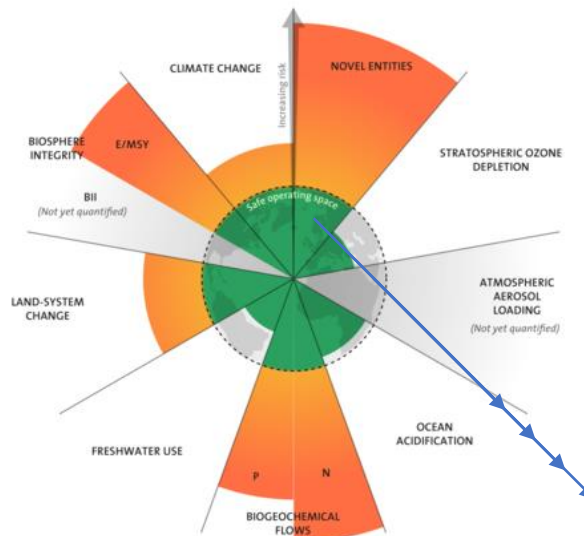 CLIMATE CHANGE
Increasing risk
NOVEL ENTITIES
BIOSPHERE
INTEGRITY
E/MSY
STRATOSPHERIC OZONE
DEPLETION
BII
(Not yet quantified)
Safe operating space
LAND-SYSTEM
CHANGE
ATMOSPHERIC
AEROSOL
LOADING
(Not yet quantified)
FRESHWATER USE
OCEAN
ACIDIFICATION
P
N
BIOGEOCHEMICAL
FLOWS